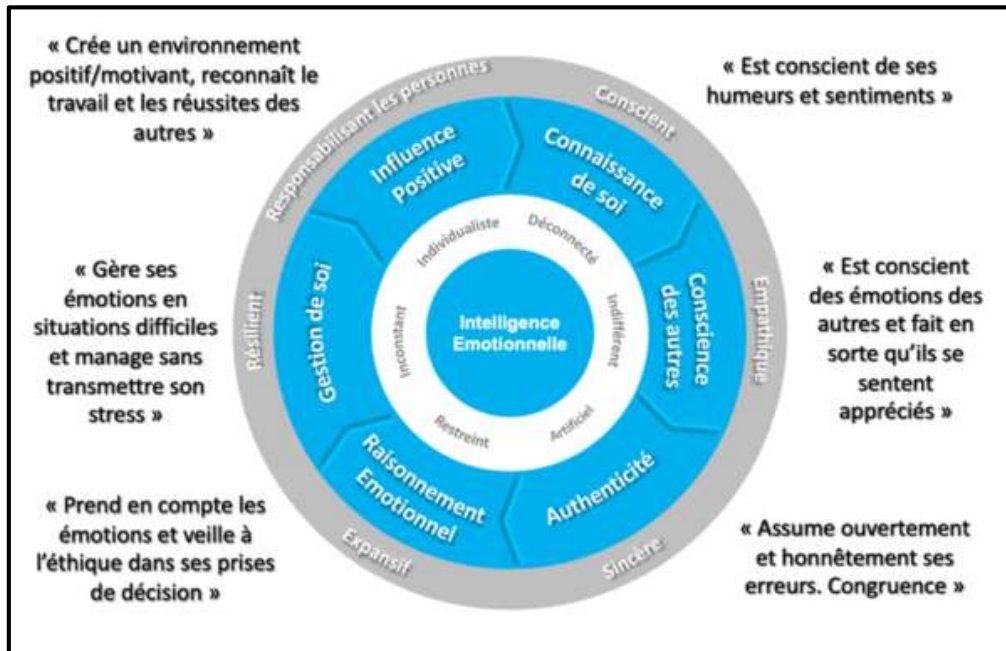 « Crée un environnement
positif/motivant, reconnaît le
travail et les réussites des
autres »
« Est conscient de ses
humeurs et sentiments »
« Gère ses
émotions en
situations difficiles
et manage sans
transmettre son
stress »
« Est conscient
des émotions des
autres et fait en
sorte qu’ils se
sentent
appréciés »
« Prend en compte les
émotions et veille à
l’éthique dans ses prises
de décision »
« Assume ouvertement
et honnêtement ses
erreurs. Congruence »
Responsabilisant les personnes
Conscient
Empathique
Sincère
Expansif
Résilient
Influence
Positive
Connaissance
de soi
Conscience
des autres
Authenticité
Raisonnement
Emotionnel
Gestion de soi
Individualiste
Déconnecté
Indifférent
Artificiel
Restreint
Inconstant
Intelligence
Emotionnelle